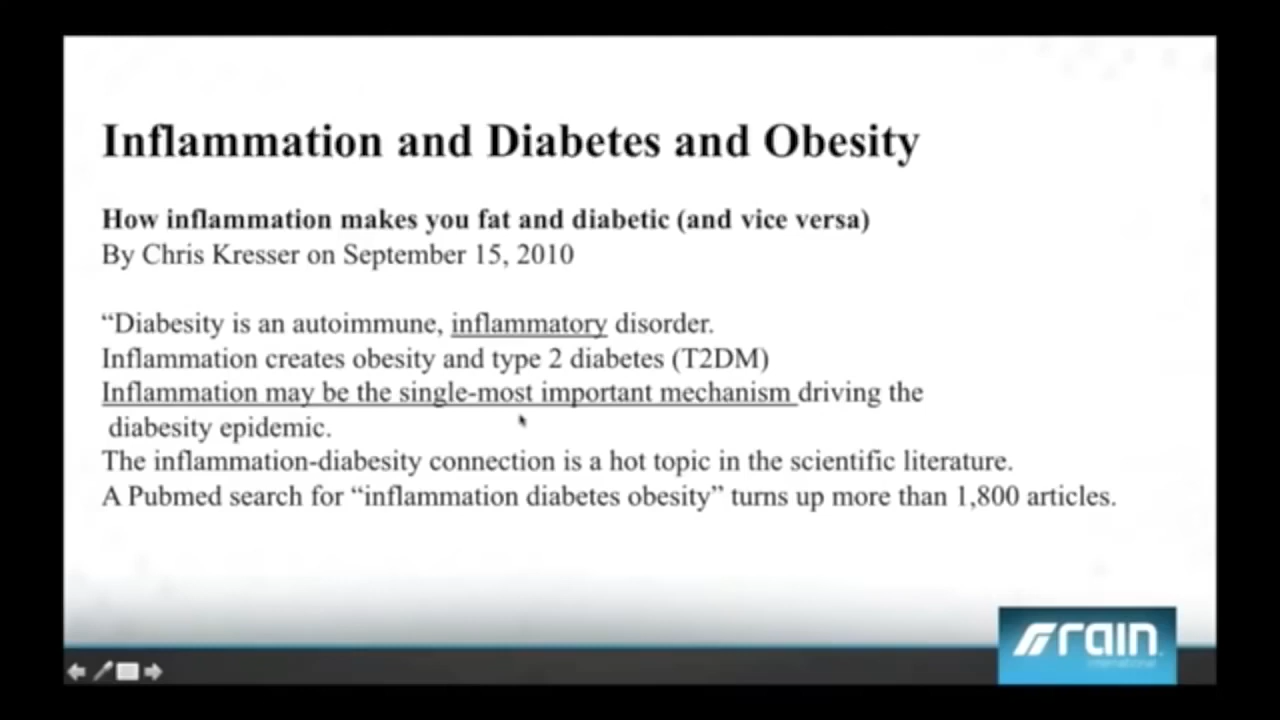 Inflammation and Diabetes and Obesity
How inflammation makes you fat and diabetic (and vice versa)
By Chris Kresser on September 15, 2010
“Diabesity is an autoimmune, inflammatory disorder.
Inflammation creates obesity and type 2 diabetes (T2DM)
Inflammation may be the single-most important mechanism driving the
diabesity epidemic.
The inflammation-diabesity connection is a hot topic in the scientific literature.
A Pubmed search for “inflammation diabetes obesity” turns up more than 1,800 articles.
rain
international